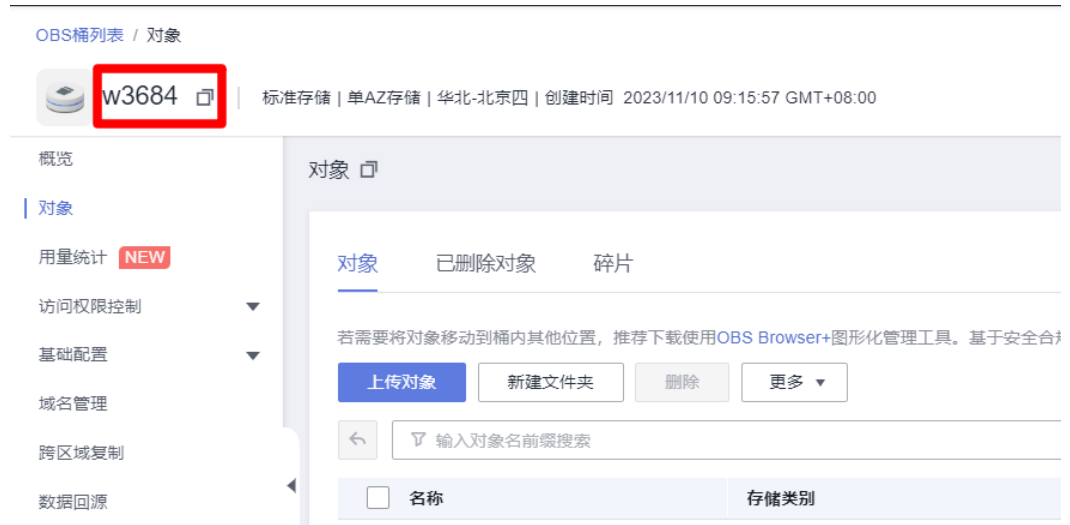 OBS桶列表 / 对象
w3684
标准存储 | 单AZ存储 | 华北-北京四 | 创建时间 2023/11/10 09:15:57 GMT+08:00
概览
对象
用量统计 NEW
访问权限控制
基础配置
域名管理
跨区域复制
数据回源
对象
对象 已删除对象 碎片
若需要将对象移动到桶内其他位置，推荐下载使用OBS Browser+图形化管理工具。基于安全合
上传对象 新建文件夹 删除 更多
输入对象名前缀搜索
名称 存储类别